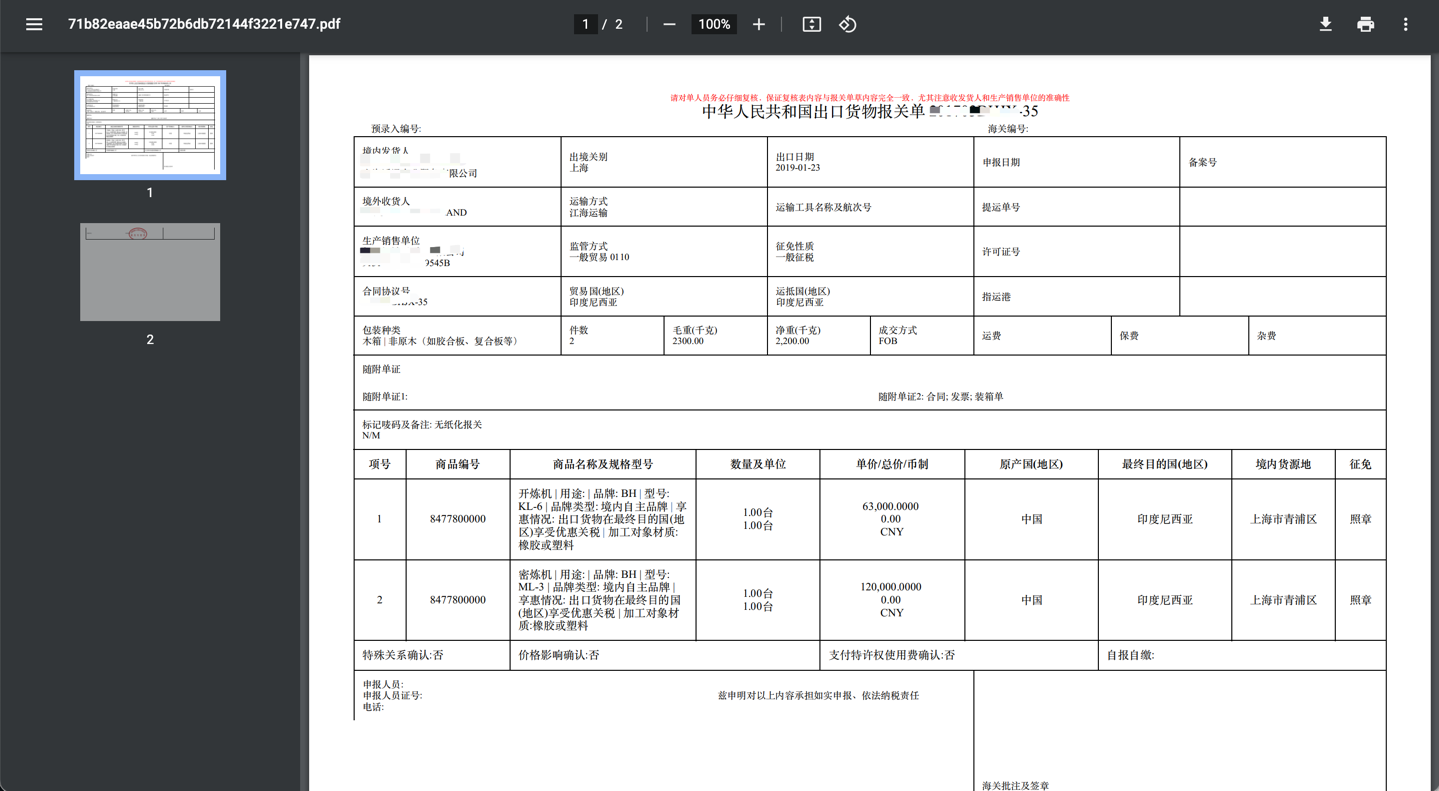 71b82eaae45b72b6db72144f3221e747.pdf
1 / 2
100%
1
2
请对单人员务必仔细复核,保证复核表内容与报关单草内容完全一致,尤其注意收发货人和生产销售单位的准确性
中华人民共和国出口货物报关单 -35
预录入编号:
海关编号:
境内发货人
限公司
出境关别
上海
出口日期
2019-01-23
申报日期
备案号
境外收货人
AND
运输方式
江海运输
运输工具名称及航次号
提运单号
生产销售单位
9545B
监管方式
一般贸易 0110
征免性质
一般征税
许可证号
合同协议号
-35
贸易国(地区)
印度尼西亚
运抵国(地区)
印度尼西亚
指运港
包装种类
木箱 | 非原木(如胶合板、复合板等)
件数
2
毛重(千克)
2300.00
净重(千克)
2,200.00
成交方式
FOB
运费
保费
杂费
随附单证
随附单证1:
随附单证2: 合同; 发票; 装箱单
标记唛码及备注: 无纸化报关
N/M
项号 商品编号 商品名称及规格型号 数量及单位 单价/总价/币制 原产国(地区) 最终目的国(地区) 境内货源地 征免
1
8477800000
开炼机 | 用途: | 品牌: BH | 型号:
KL-6 | 品牌类型: 境内自主品牌 | 享
惠情况: 出口货物在最终目的国(地
区)享受优惠关税 | 加工对象材质:
橡胶或塑料
1.00台
1.00台
63,000.0000
0.00
CNY
中国
印度尼西亚
上海市青浦区
照章
2
8477800000
密炼机 | 用途: | 品牌: BH | 型号:
ML-3 | 品牌类型: 境内自主品牌 |
享惠情况: 出口货物在最终目的国
(地区)享受优惠关税 | 加工对象材
质:橡胶或塑料
1.00台
1.00台
120,000.0000
0.00
CNY
中国
印度尼西亚
上海市青浦区
照章
特殊关系确认:否
价格影响确认:否
支付特许权使用费确认:否
自报自缴:
申报人员:
申报人员证号:
电话:
兹申明对以上内容承担如实申报、依法纳税责任
海关批注及签章